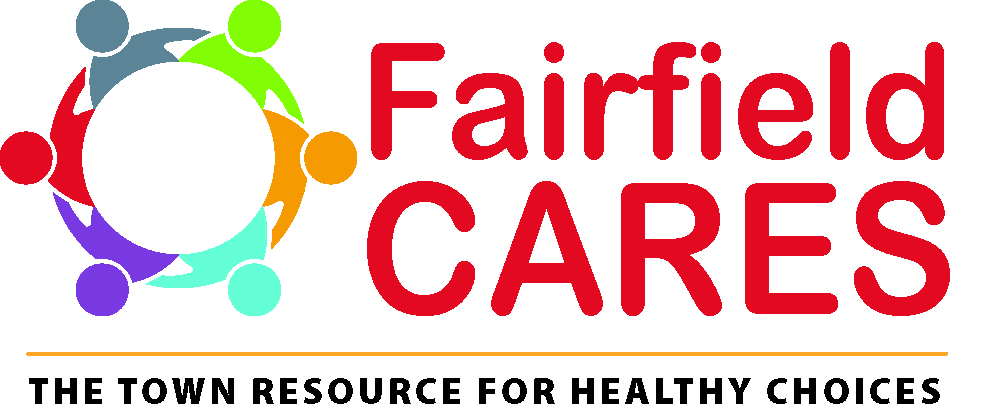 Fairfield
CARES
THE TOWN RESOURCE FOR HEALTHY CHOICES